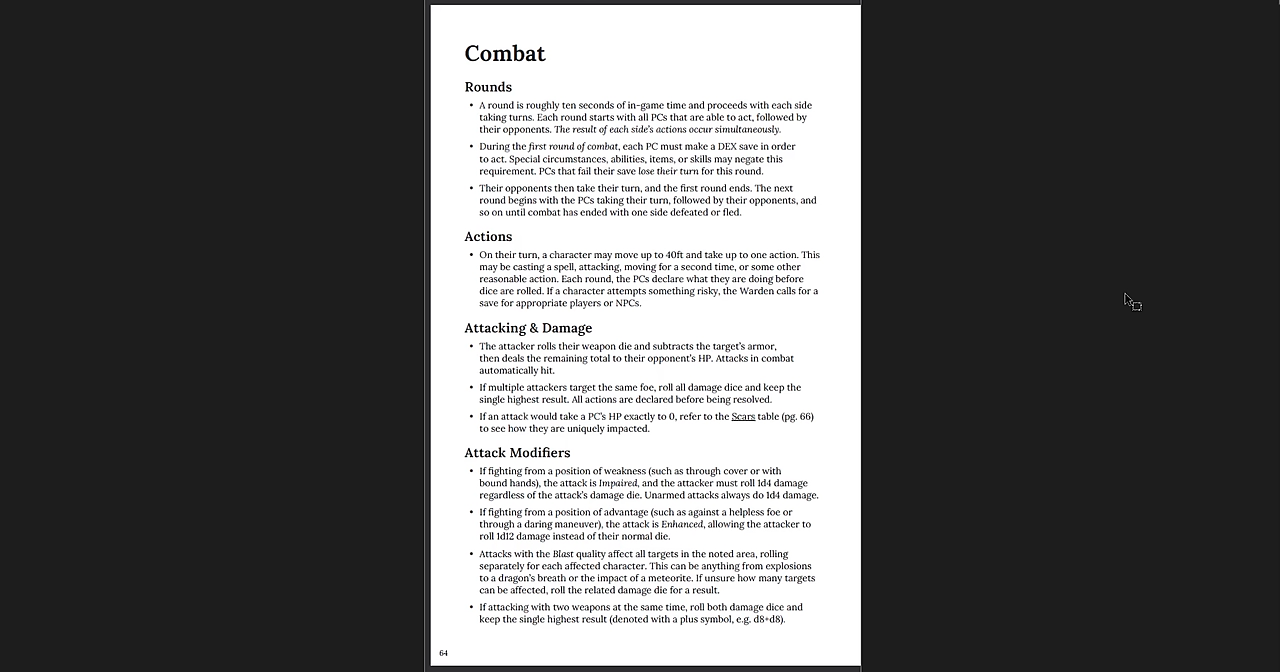 Combat
Rounds
• A round is roughly ten seconds of in-game time and proceeds with each side
taking turns. Each round starts with all PCs that are able to act, followed by
their opponents. The result of each side's actions occur simultaneously.
• During the first round of combat, each PC must make a DEX save in order
to act. Special circumstances, abilities, items, or skills may negate this
requirement. PCs that fail their save lose their turn for this round.
• Their opponents then take their turn, and the first round ends. The next
round begins with the PCs taking their turn, followed by their opponents, and
so on until combat has ended with one side defeated or fled.
Actions
• On their turn, a character may move up to 40ft and take up to one action. This
may be casting a spell, attacking, moving for a second time, or some other
reasonable action. Each round, the PCs declare what they are doing before
dice are rolled. If a character attempts something risky, the Warden calls for a
save for appropriate players or NPCs.
Attacking & Damage
• The attacker rolls their weapon die and subtracts the target's armor,
then deals the remaining total to their opponent's HP. Attacks in combat
automatically hit.
• If multiple attackers target the same foe, roll all damage dice and keep the
single highest result. All actions are declared before being resolved.
• If an attack would take a PC's HP exactly to 0, refer to the Scars table (pg. 66)
to see how they are uniquely impacted.
Attack Modifiers
• If fighting from a position of weakness (such as through cover or with
bound hands), the attack is Impaired, and the attacker must roll 1d4 damage
regardless of the attack's damage die. Unarmed attacks always do 1d4 damage.
• If fighting from a position of advantage (such as against a helpless foe or
through a daring maneuver), the attack is Enhanced, allowing the attacker to
roll 1d12 damage instead of their normal die.
• Attacks with the Blast quality affect all targets in the noted area, rolling
separately for each affected character. This can be anything from explosions
to a dragon's breath or the impact of a meteorite. If unsure how many targets
can be affected, roll the related damage die for a result.
• If attacking with two weapons at the same time, roll both damage dice and
keep the single highest result (denoted with a plus symbol, e.g. d8+d8).
64